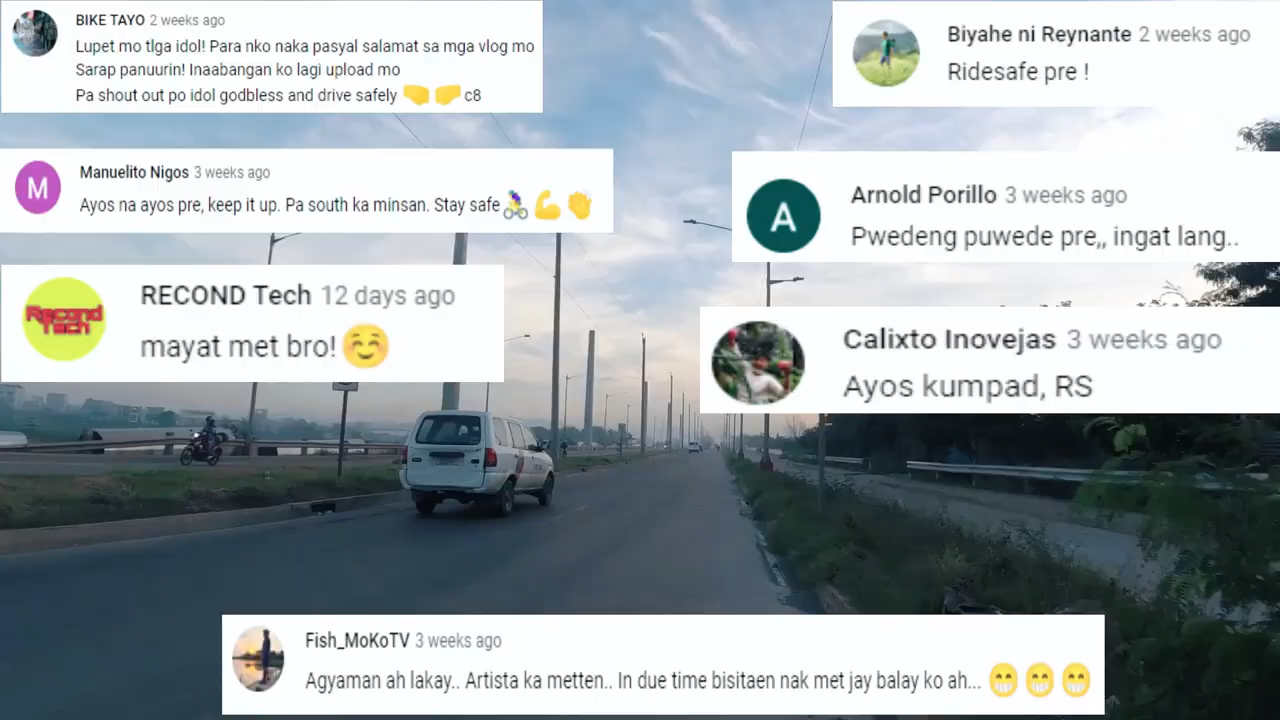 BIKE TAYO 2 weeks ago
Lupet mo tlga idol! Para nko naka pasyal salamat sa mga vlog mo
Sarap panuurin! Inaabangan ko lagi upload mo
Pa shout out po idol godbless and drive safely 🤜🤛 c8
Biyahe ni Reynante 2 weeks ago
Ridesafe pre !
M
Manuelito Nigos 3 weeks ago
Ayos na ayos pre, keep it up. Pa south ka minsan. Stay safe 🚴‍♀️ 💪 👏
A
Arnold Porillo 3 weeks ago
Pwedeng puwede pre,, ingat lang..
Recond
Tech
RECOND Tech 12 days ago
mayat met bro! ☺️
Calixto Inovejas 3 weeks ago
Ayos kumpad, RS
Fish_MoKoTV 3 weeks ago
Agyaman ah lakay.. Artista ka metten.. In due time bisitaen nak met jay balay ko ah... 😁 😁 😁